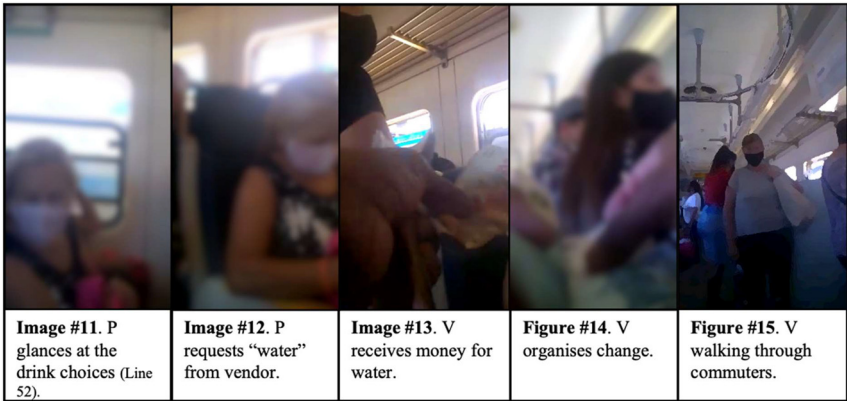 Image #11. P
glances at the
drink choices (Line
52).
Image #12. P
requests “water”
from vendor.
Image #13. V
receives money for
water.
Figure #14. V
organises change.
Figure #15. V
walking through
commuters.